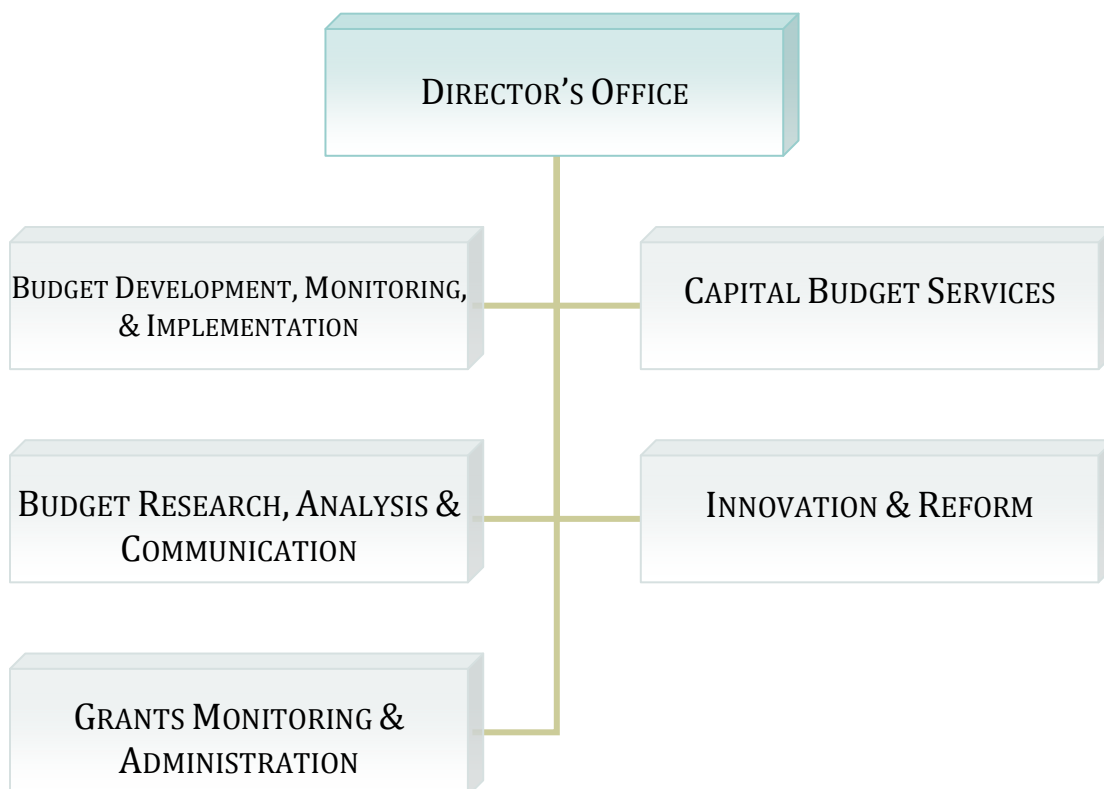 DIRECTOR’S OFFICE
BUDGET DEVELOPMENT, MONITORING,
& IMPLEMENTATION
CAPITAL BUDGET SERVICES
BUDGET RESEARCH, ANALYSIS &
COMMUNICATION
INNOVATION & REFORM
GRANTS MONITORING &
ADMINISTRATION